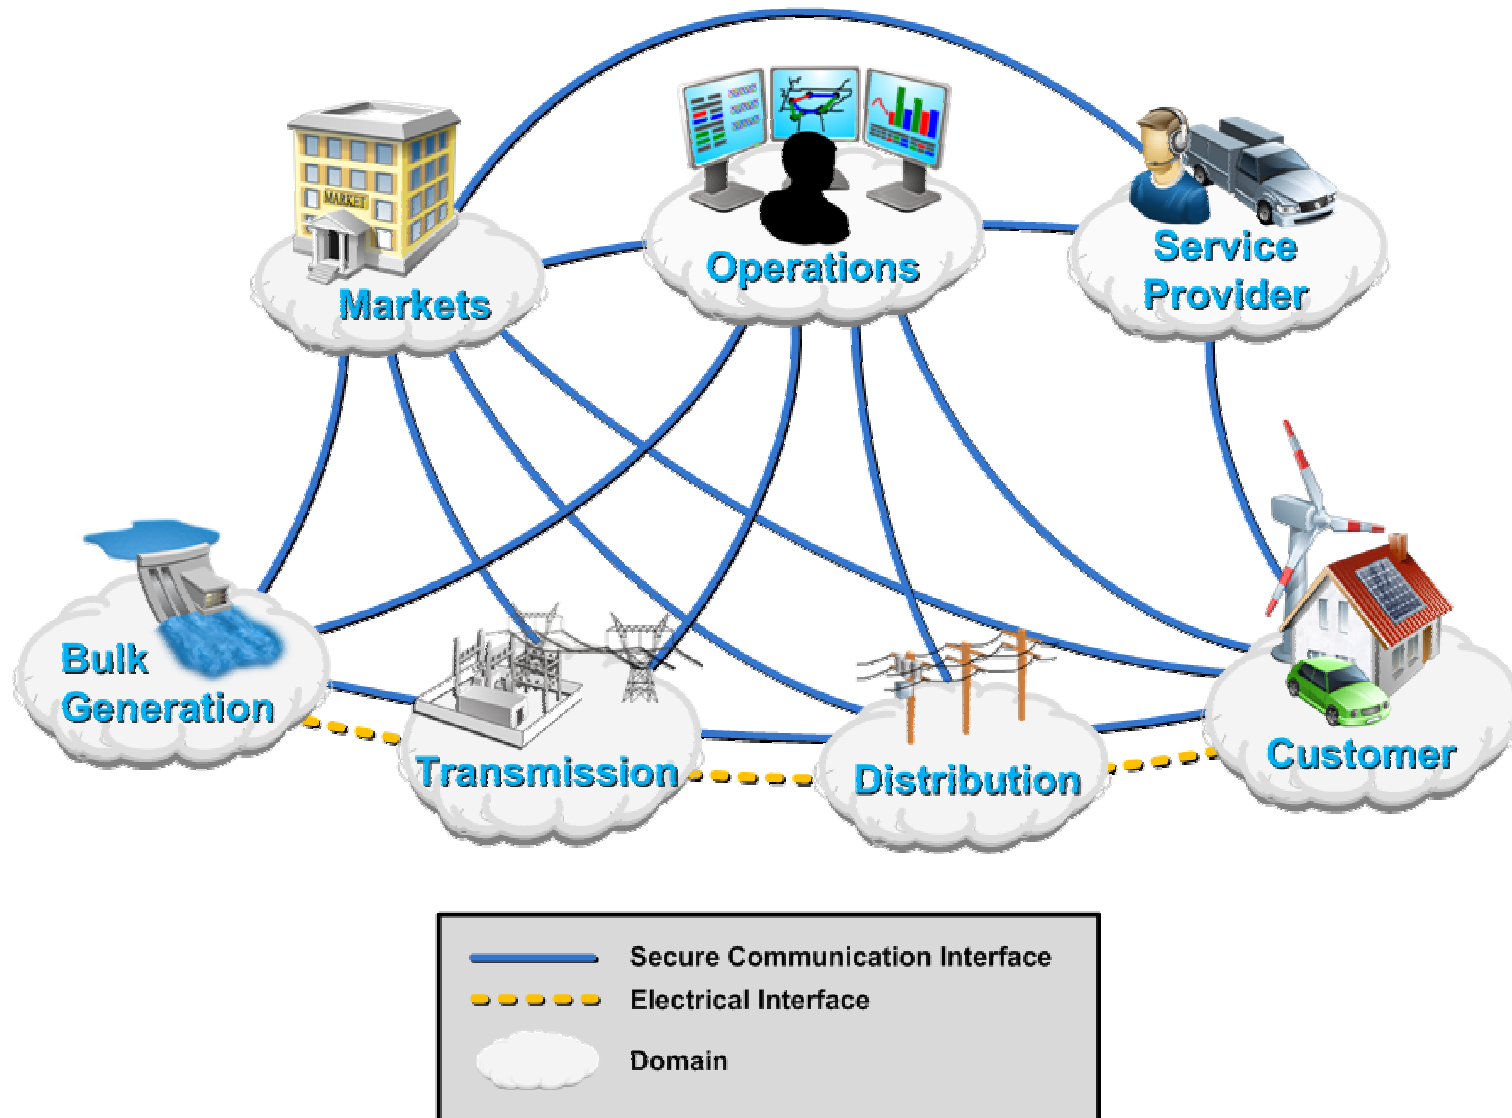 MARKET
Markets
Operations
Service
Provider
Bulk
Generation
Transmission
Distribution
Customer
Secure Communication Interface
Electrical Interface
Domain